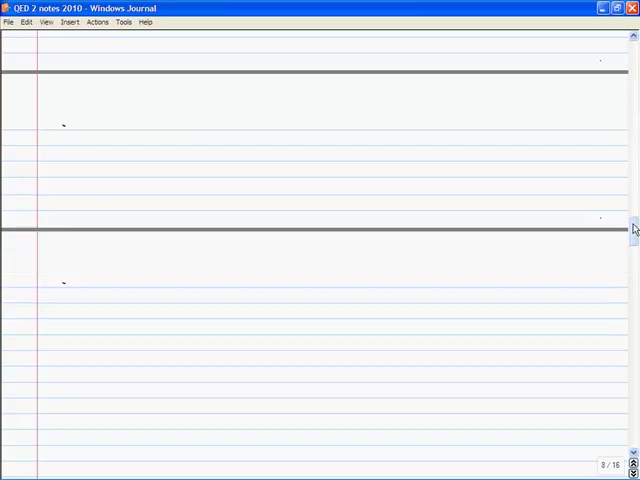 QED 2 notes 2010 - Windows Journal
File Edit View Insert Actions Tools Help
8 / 16